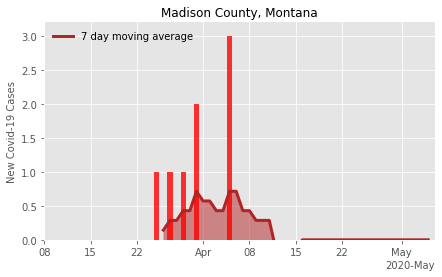 Madison County, Montana
7 day moving average
New Covid-19 Cases
3.0
2.5
2.0
1.5
1.0
0.5
0.0
08 15 22 Apr 08 15 22 May
2020-May